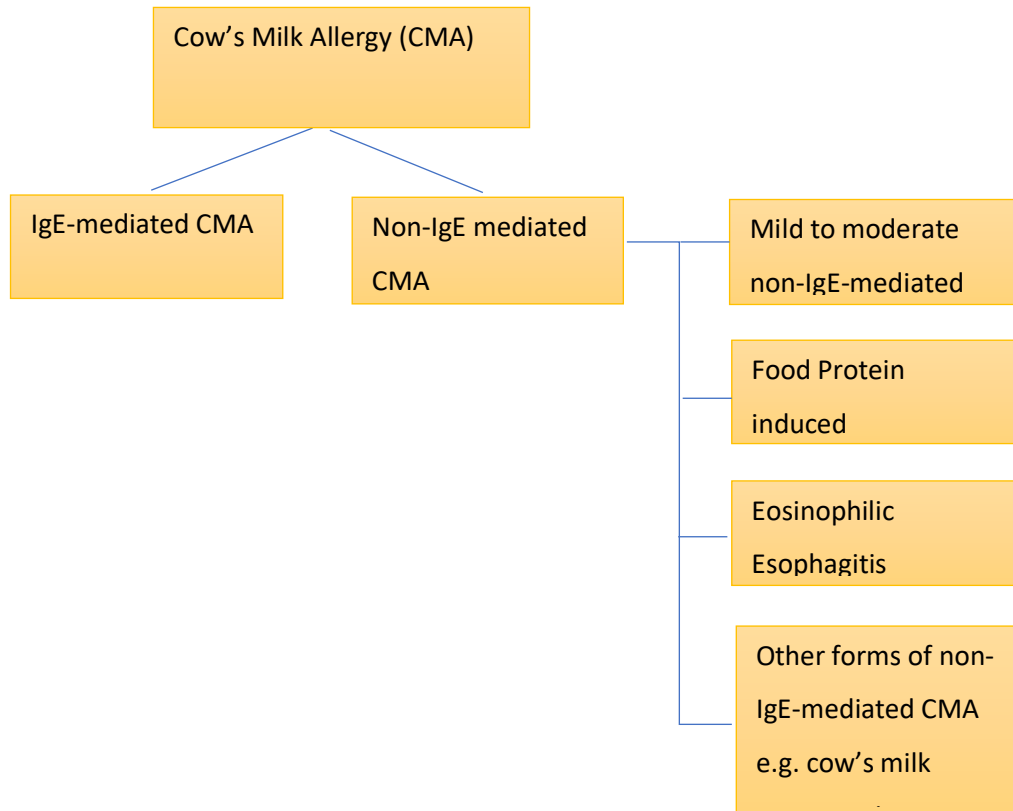 Cow’s Milk Allergy (CMA)
IgE-mediated CMA
Non-IgE mediated
CMA
Mild to moderate
non-IgE-mediated
Food Protein
induced
Eosinophilic
Esophagitis
Other forms of non-
IgE-mediated CMA
e.g. cow’s milk